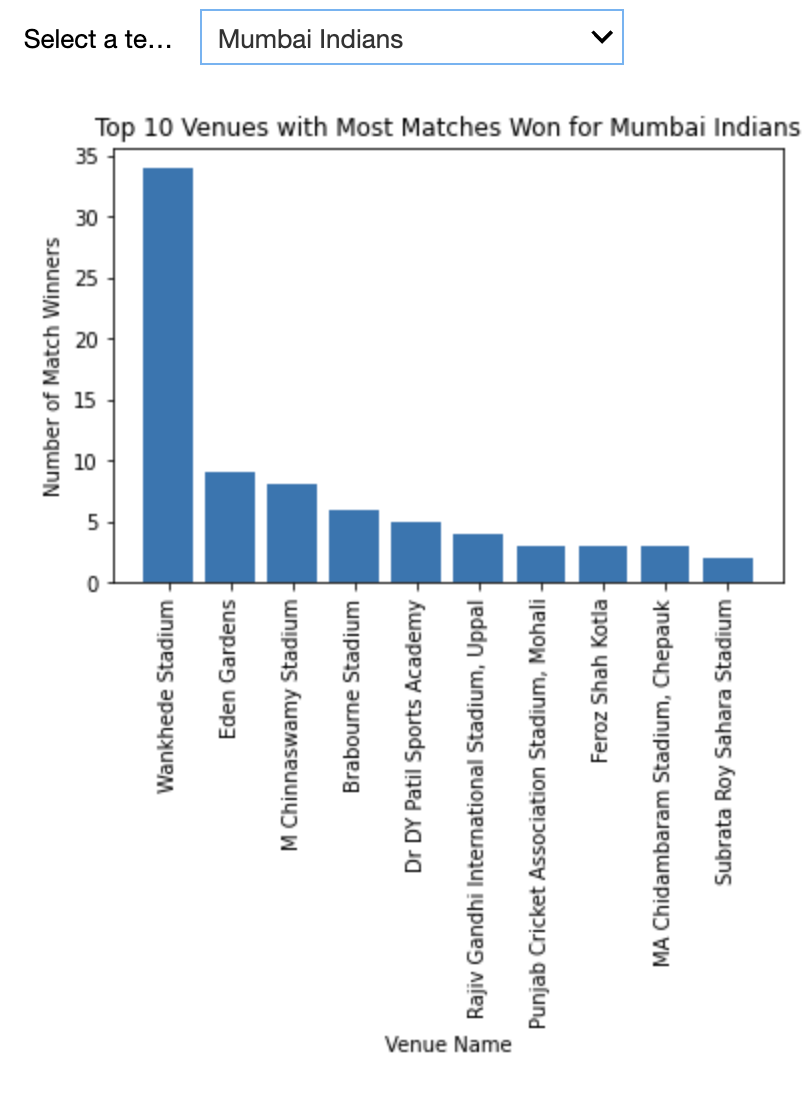 Select a te...
Mumbai Indians
Top 10 Venues with Most Matches Won for Mumbai Indians
Number of Match Winners
35
30
25
20
15
10
5
0
Wankhede Stadium
Eden Gardens
M Chinnaswamy Stadium
Brabourne Stadium
Dr DY Patil Sports Academy
Rajiv Gandhi International Stadium, Uppal
Punjab Cricket Association Stadium, Mohali
Feroz Shah Kotla
MA Chidambaram Stadium, Chepauk
Subrata Roy Sahara Stadium
Venue Name